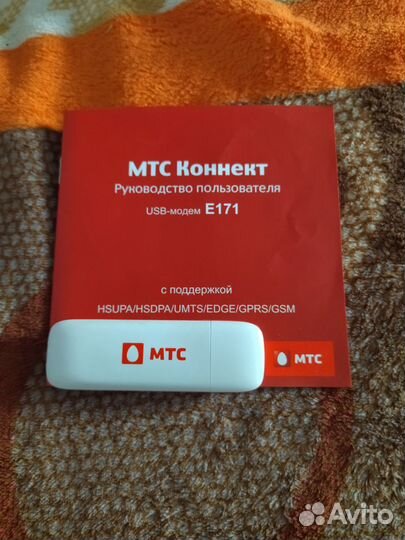 МТС Коннект
Руководство пользователя
USB-модем E171
с поддержкой
HSUPA/HSDPA/UMTS/EDGE/GPRS/GSM
МТС
МТС
Avito